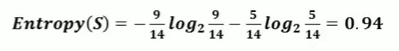 Entropy(S) = − 9/14 log₂ 9/14 − 5/14 log₂ 5/14 = 0.94